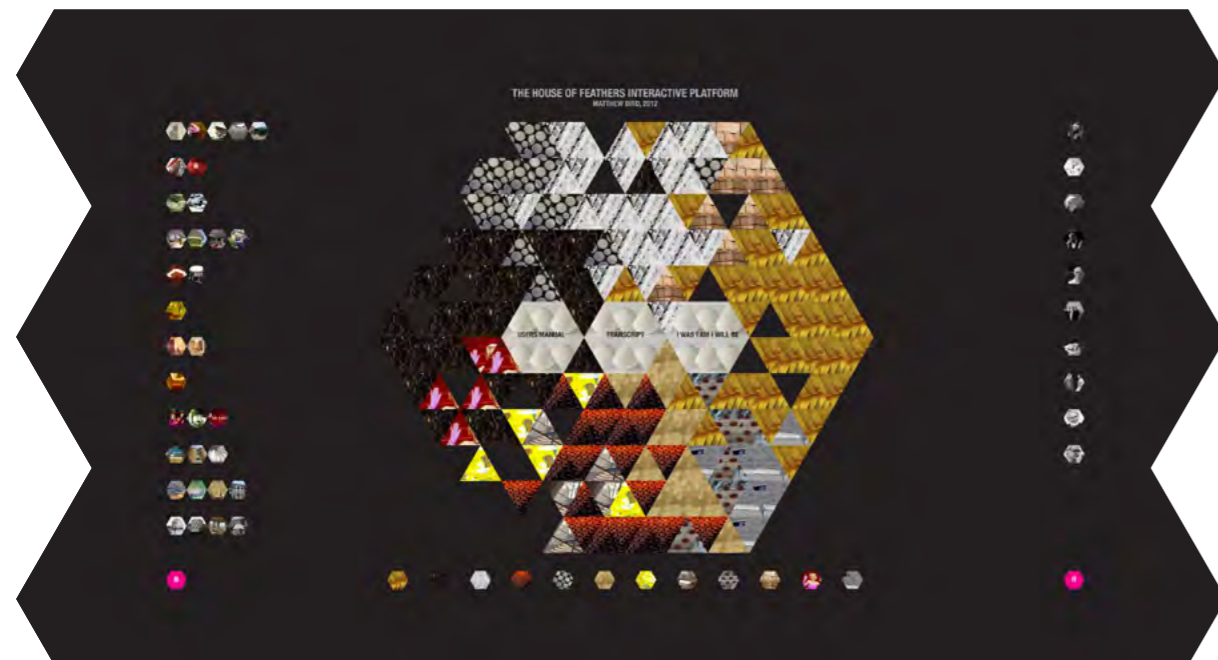 THE HOUSE OF FEATHERS INTERACTIVE PLATFORM
MATTHEW BIRD, 2012
USERS MANUAL
TRANSCRIPT
I WAS I AM I WILL BE